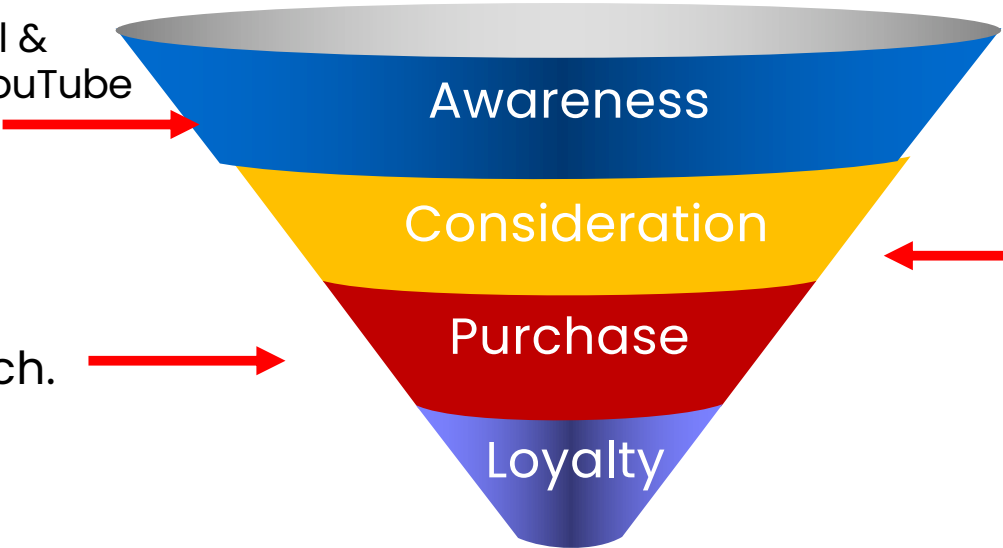 l &
ouTube
Awareness
Consideration
Purchase
ch.
Loyalty